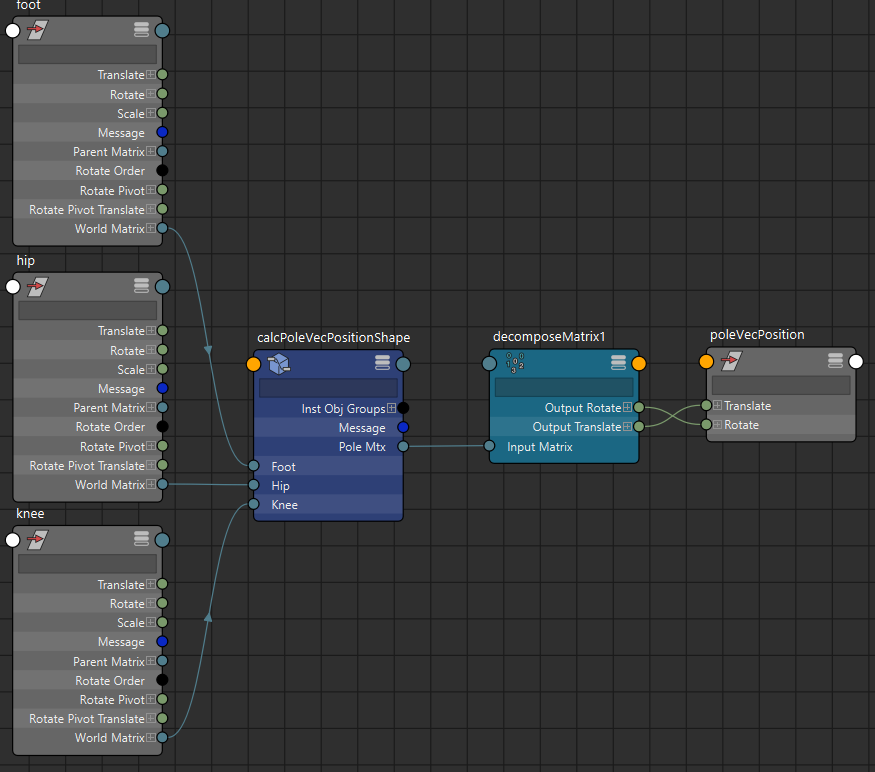 foot
Translate
Rotate
Scale
Message
Parent Matrix
Rotate Order
Rotate Pivot
Rotate Pivot Translate
World Matrix
hip
Translate
Rotate
Scale
Message
Parent Matrix
Rotate Order
Rotate Pivot
Rotate Pivot Translate
World Matrix
knee
Translate
Rotate
Scale
Message
Parent Matrix
Rotate Order
Rotate Pivot
Rotate Pivot Translate
World Matrix
calcPoleVecPositionShape
Inst Obj Groups
Message
Pole Mtx
Foot
Hip
Knee
decomposeMatrix1
Output Rotate
Output Translate
Input Matrix
poleVecPosition
Translate
Rotate